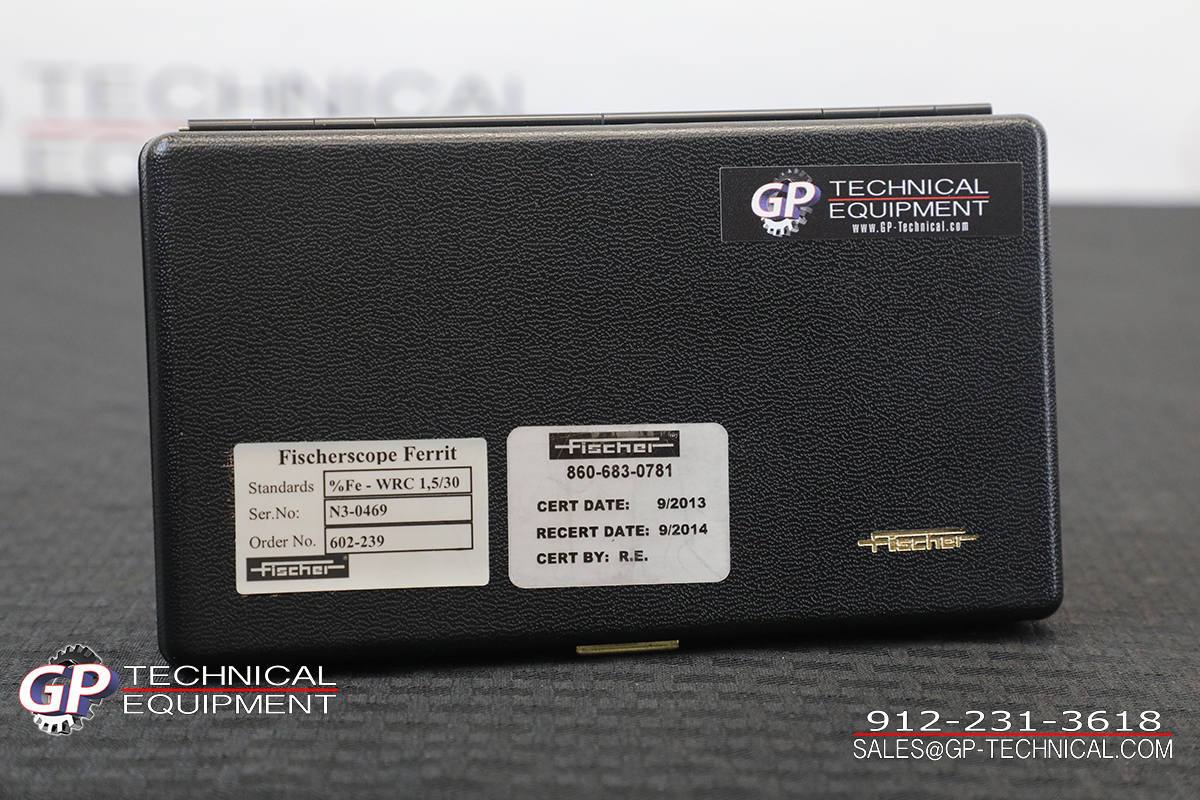 TECHNICAL
GP TECHNICAL
EQUIPMENT
www.GP-Technical.com
Fischerscope Ferrit
Standards %Fe - WRC 1,5/30
Ser.No: N3-0469
Order No. 602-239
Fischer
Fischer
860-683-0781
CERT DATE: 9/2013
RECERT DATE: 9/2014
CERT BY: R.E.
Fischer
GP TECHNICAL
EQUIPMENT
912-231-3618
SALES@GP-TECHNICAL.COM